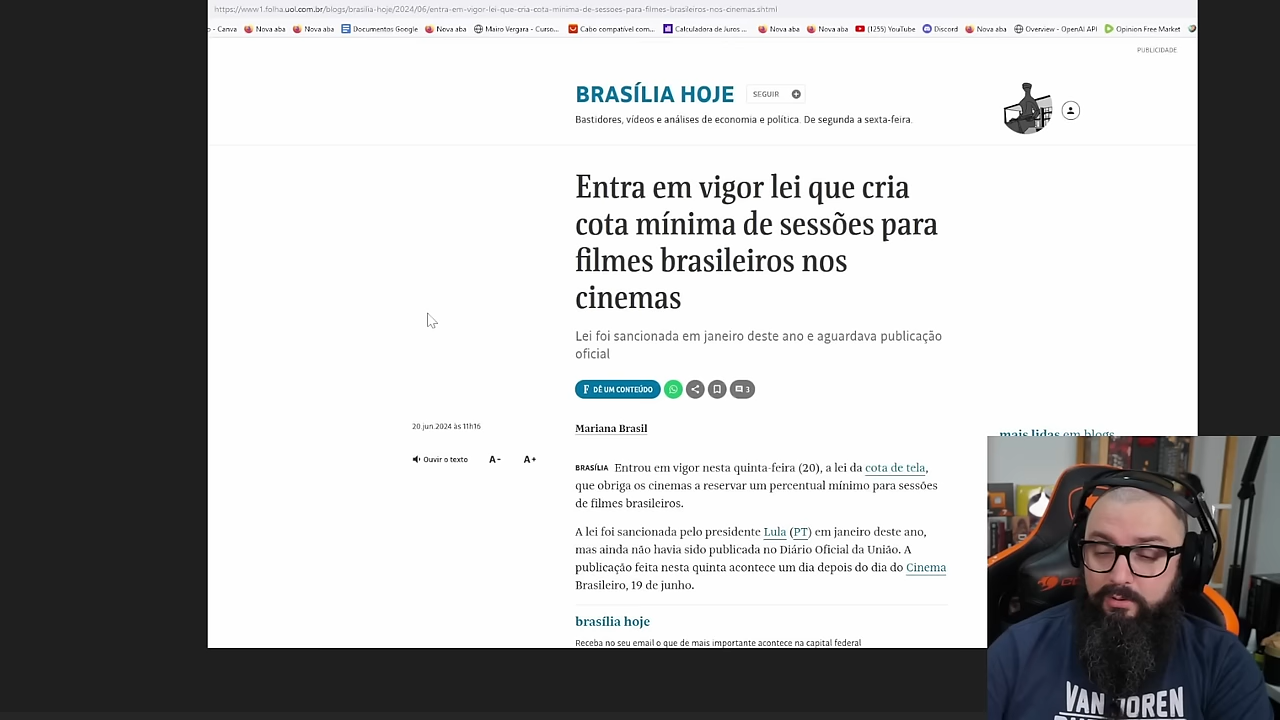 https://www1.folha.uol.com.br/blogs/brasilia-hoje/2024/06/entra-em-vigor-lei-que-cria-cota-minima-de-sessoes-para-filmes-brasileiros-nos-cinemas.shtml
- Canva Nova aba Nova aba Documentos Google Nova aba Mairo Vergara - Curso... Cabo compatível com... Calculadora de Juros ... Nova aba Nova aba (1255) YouTube Discord Nova aba Overview - OpenAI API Opinion Free Market
PUBLICIDADE
BRASÍLIA HOJE SEGUIR
Bastidores, vídeos e análises de economia e política. De segunda a sexta-feira.
Entra em vigor lei que cria
cota mínima de sessões para
filmes brasileiros nos
cinemas
Lei foi sancionada em janeiro deste ano e aguardava publicação
oficial
F DÊ UM CONTEÚDO 3
20.jun.2024 às 11h16
Mariana Brasil
mais lidas em blogs
Ouvir o texto A- A+
BRASÍLIA Entrou em vigor nesta quinta-feira (20), a lei da cota de tela,
que obriga os cinemas a reservar um percentual mínimo para sessões
de filmes brasileiros.
A lei foi sancionada pelo presidente Lula (PT) em janeiro deste ano,
mas ainda não havia sido publicada no Diário Oficial da União. A
publicação feita nesta quinta acontece um dia depois do dia do Cinema
Brasileiro, 19 de junho.
brasília hoje
Receba no seu email o que de mais importante acontece na capital federal
VAN